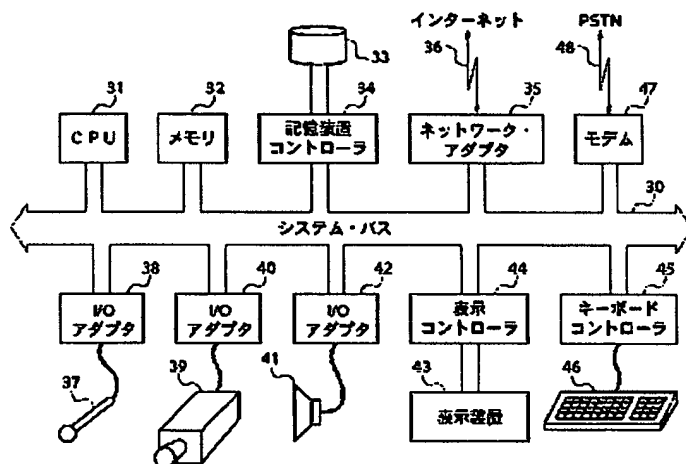 インターネット
PSTN
36
48
33
31
32
34
35
47
CPU
メモリ
記憶装置
コントローラ
ネットワーク・
アダプタ
モデム
30
システム・バス
38
40
42
44
45
I/O
アダプタ
I/O
アダプタ
I/O
アダプタ
表示
コントローラ
キーボード
コントローラ
37
39
41
43
46
表示装置